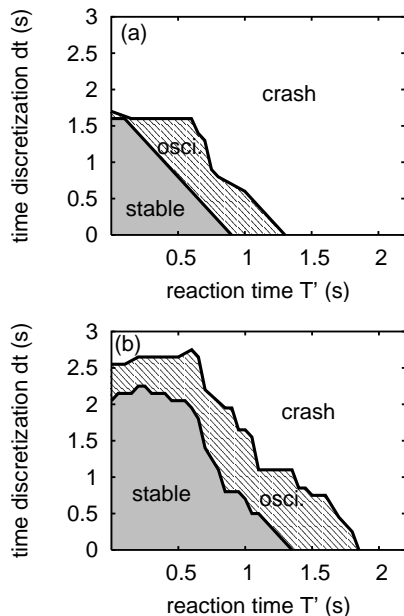 (a)
3
2.5
2
1.5
1
0.5
0
time discretization dt (s)
crash
osci.
stable
0.5
1
1.5
2
reaction time T' (s)
(b)
3
2.5
2
1.5
1
0.5
0
time discretization dt (s)
crash
stable
osci.
0.5
1
1.5
2
reaction time T' (s)